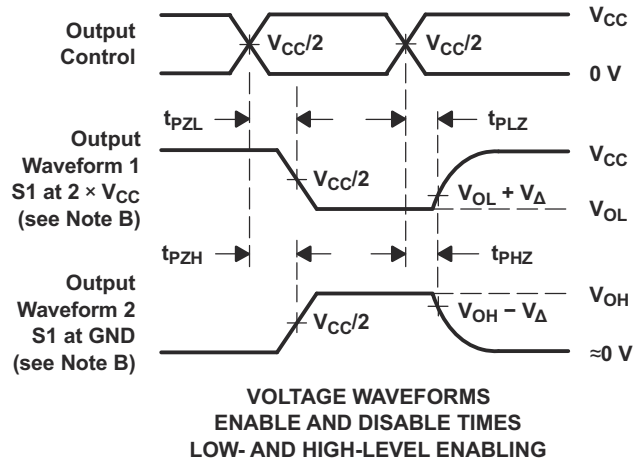 Output
Control
V_CC/2
V_CC/2
V_CC
0 V
t_PZL
t_PLZ
Output
Waveform 1
S1 at 2 × V_CC
(see Note B)
V_CC/2
V_CC
V_OL + V_Δ
V_OL
t_PZH
t_PHZ
Output
Waveform 2
S1 at GND
(see Note B)
V_CC/2
V_OH
V_OH − V_Δ
≈0 V
VOLTAGE WAVEFORMS
ENABLE AND DISABLE TIMES
LOW- AND HIGH-LEVEL ENABLING